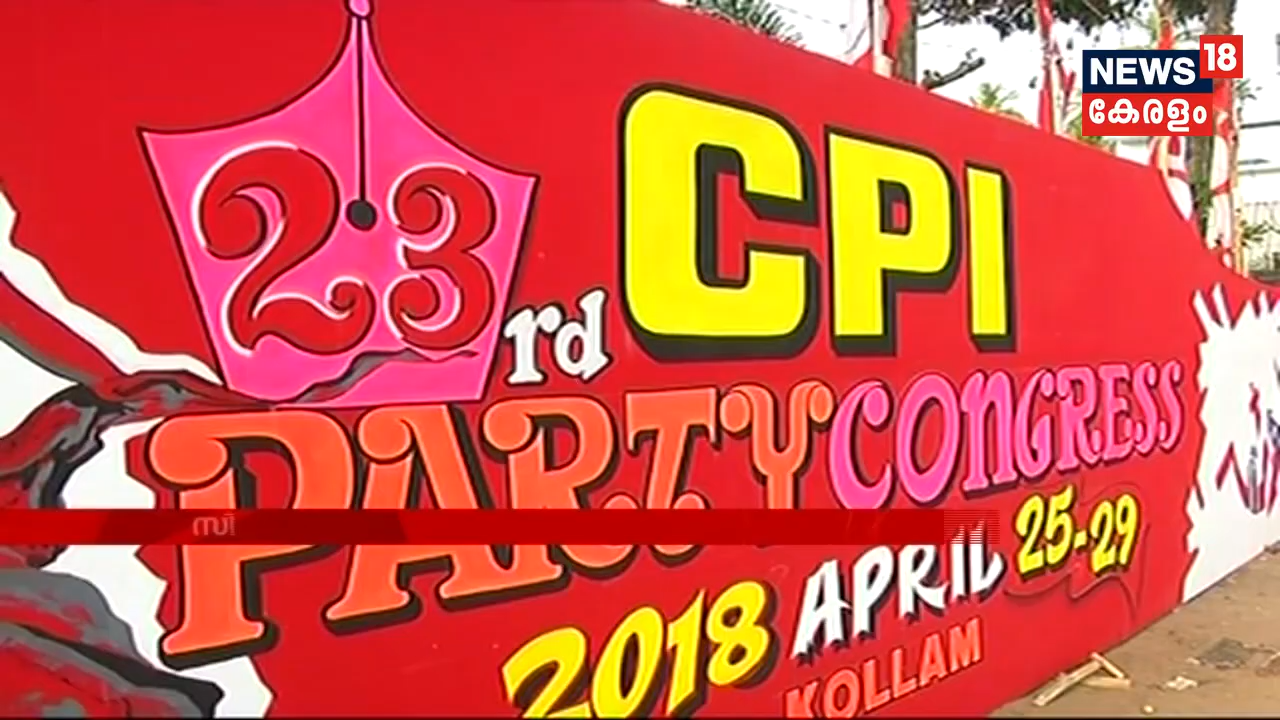 NEWS 18
കേരളം
23rd CPI
PARTY CONGRESS
സി
2018 APRIL 25-29
KOLLAM